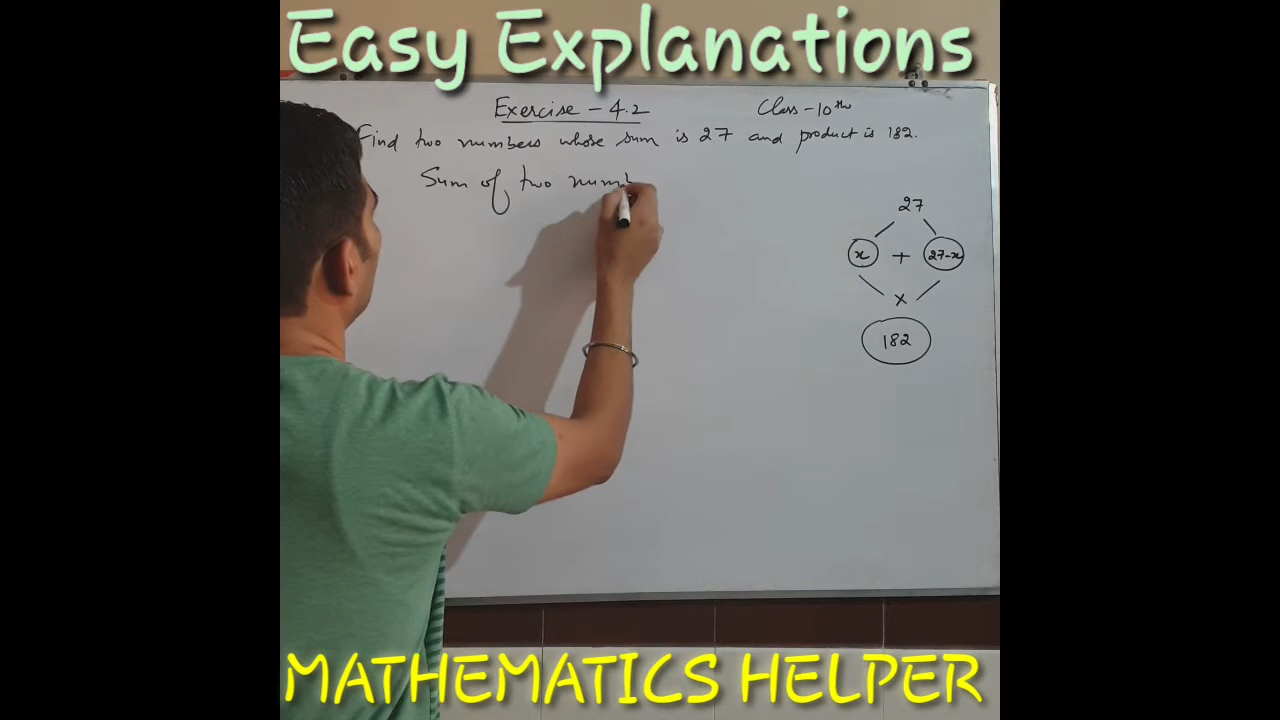 Easy Explanations
Exercise - 4.2 Class - 10th
Find two numbers whose sum is 27 and product is 182.
Sum of two numb
27
x + 27-x
x
182
MATHEMATICS HELPER